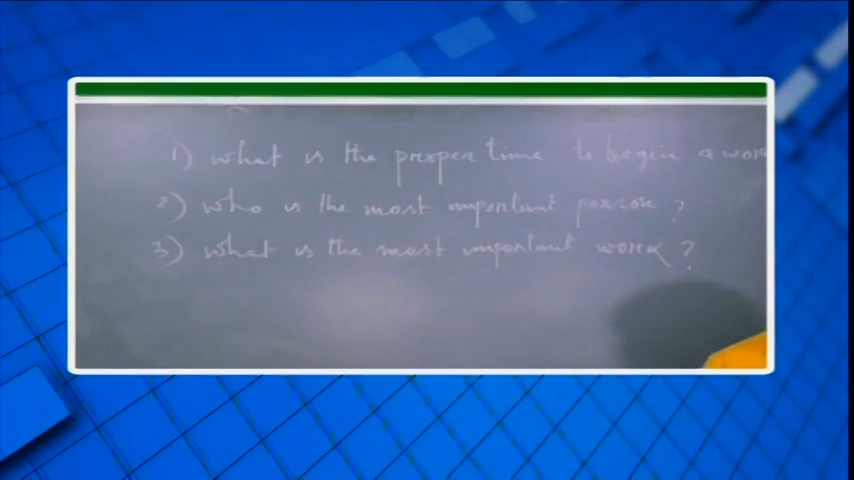 1) what is the proper time to begin a work
2) who is the most important person ?
3) what is the most important work ?